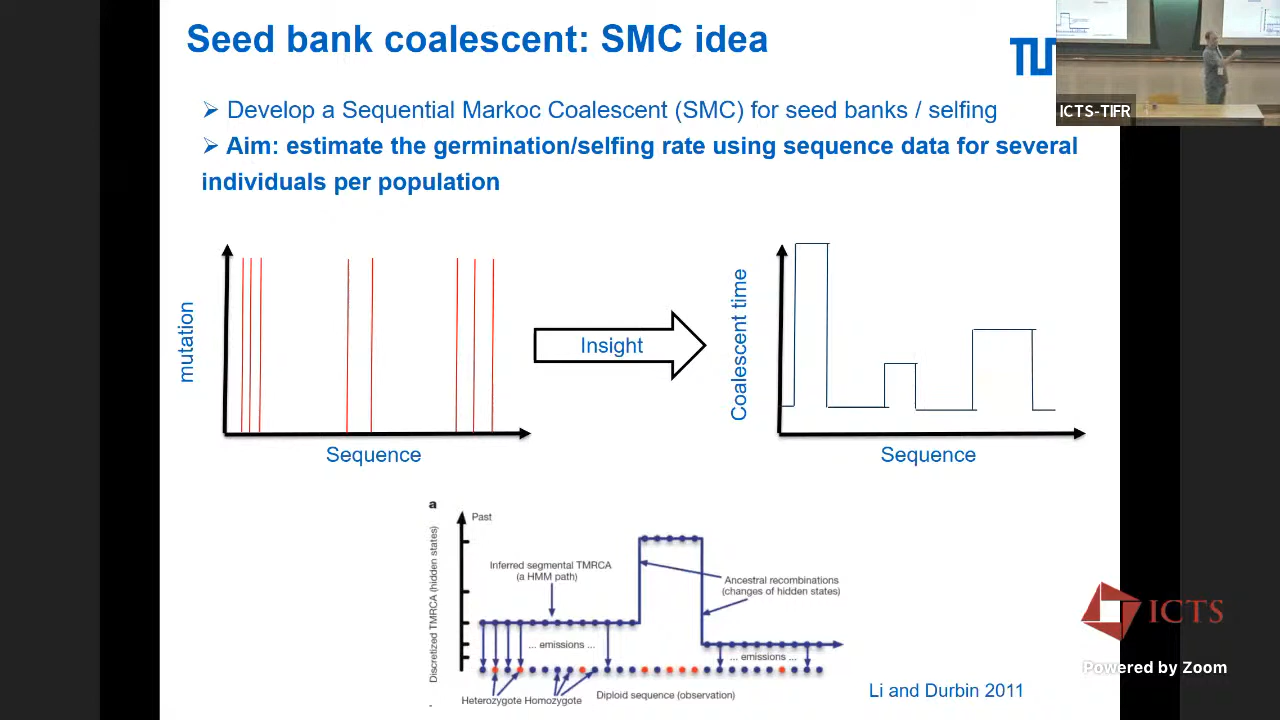 Seed bank coalescent: SMC idea
TU
ICTS-TIFR
➢ Develop a Sequential Markoc Coalescent (SMC) for seed banks / selfing
➢ Aim: estimate the germination/selfing rate using sequence data for several
individuals per population
mutation
Sequence
Insight
Coalescent time
Sequence
a
Past
Discretized TMRCA (hidden states)
Inferred segmental TMRCA
(a HMM path)
Ancestral recombinations
(changes of hidden states)
... emissions ...
... emissions ...
Heterozygote Homozygote
Diploid sequence (observation)
Li and Durbin 2011
ICTS
Powered by Zoom